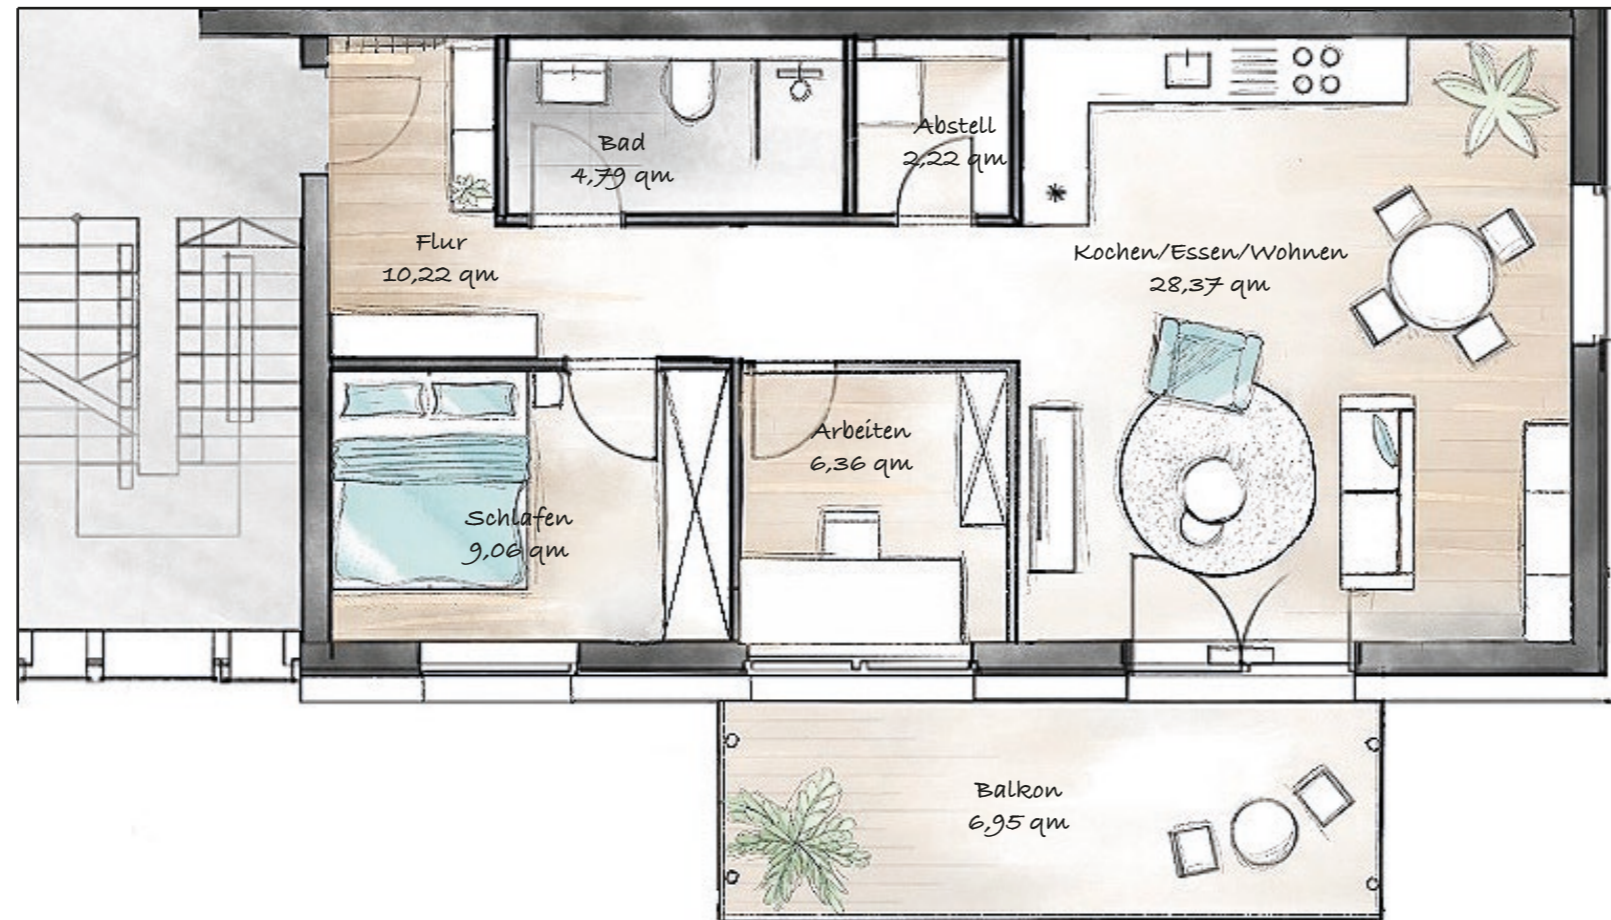 Bad
4,79 qm
Abstell
2,22 qm
Flur
10,22 qm
Kochen/Essen/Wohnen
28,37 qm
Arbeiten
6,36 qm
Schlafen
9,06 qm
Balkon
6,95 qm